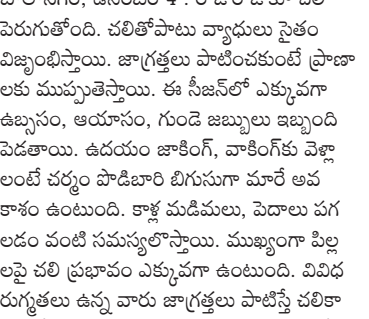 పెరుగుతోంది. చలితోపాటు వ్యాధులు సైతం
విజృంభిస్తాయి. జాగ్రత్తలు పాటించకుంటే ప్రాణా
లకు ముప్పుతెస్తాయి. ఈ సీజన్‌లో ఎక్కువగా
ఉబ్బసం, ఆయాసం, గుండె జబ్బులు ఇబ్బంది
పెడతాయి. ఉదయం జాకింగ్, వాకింగ్‌కు వెళ్లా
లంటే చర్మం పొడిబారి బిగుసుగా మారే అవ
కాశం ఉంటుంది. కాళ్ల మడిమలు, పెదాలు పగ
లడం వంటి సమస్యలొస్తాయి. ముఖ్యంగా పిల్ల
లపై చలి ప్రభావం ఎక్కువగా ఉంటుంది. వివిధ
రుగ్మతలు ఉన్న వారు జాగ్రత్తలు పాటిస్తే చలికా